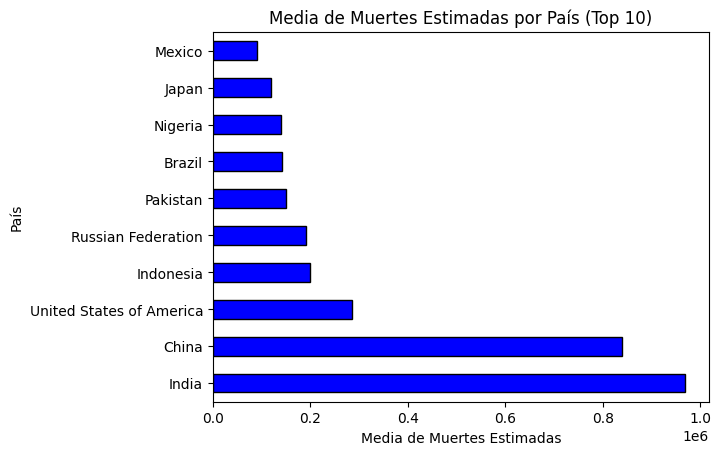 Media de Muertes Estimadas por País (Top 10)
Mexico
Japan
Nigeria
Brazil
Pakistan
Russian Federation
Indonesia
United States of America
China
India
País
0.0 0.2 0.4 0.6 0.8 1.0
1e6
Media de Muertes Estimadas